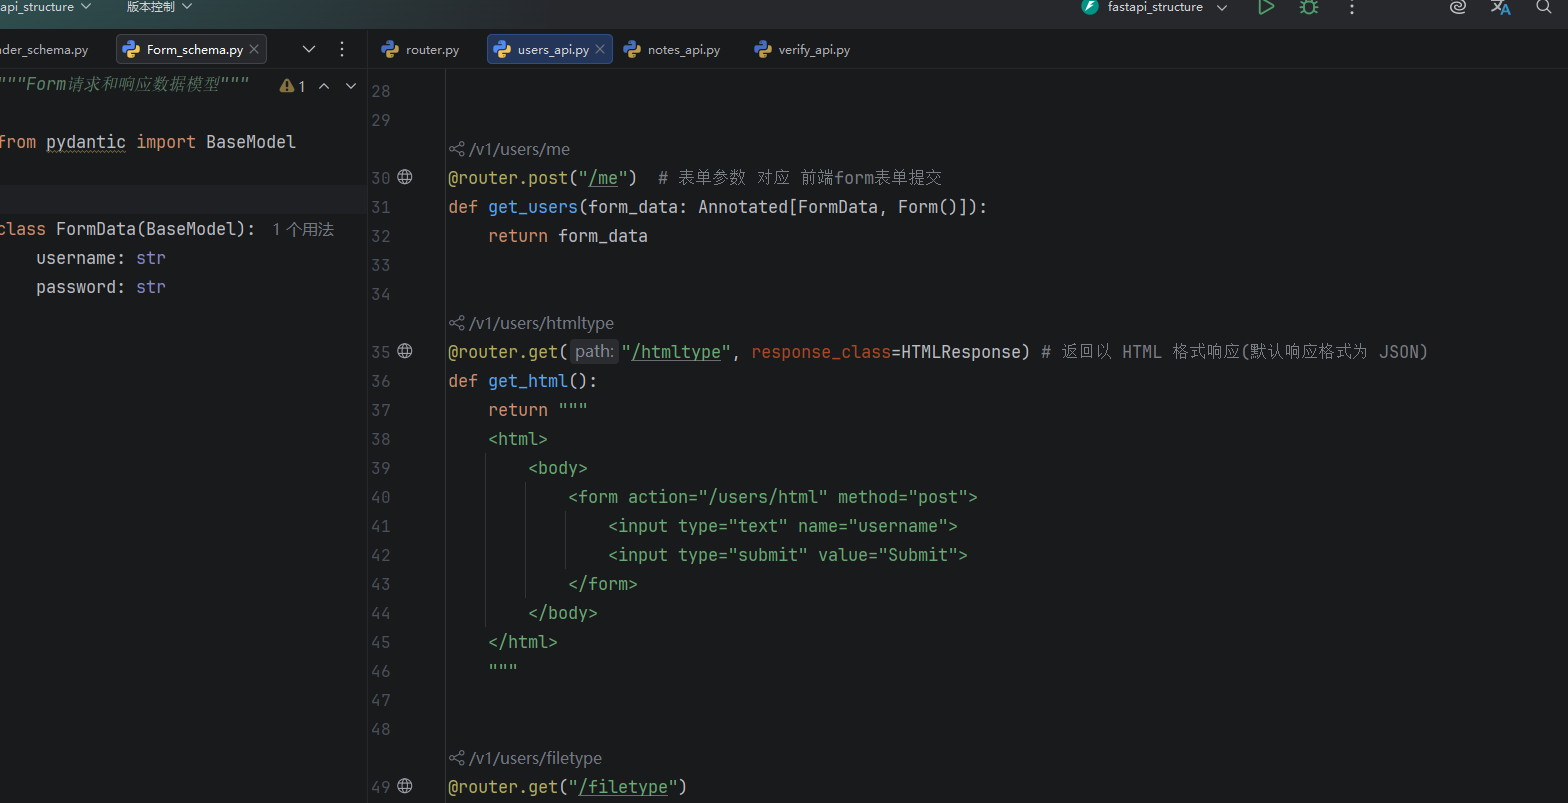 api_structure 版本控制 fastapi_structure
der_schema.py Form_schema.py router.py users_api.py notes_api.py verify_api.py
"""Form请求和响应数据模型""" 1
from pydantic import BaseModel
class FormData(BaseModel): 1 个用法
username: str
password: str
28
29
/v1/users/me
30 @router.post("/me") # 表单参数 对应 前端form表单提交
31 def get_users(form_data: Annotated[FormData, Form()]):
32 return form_data
33
34
/v1/users/htmltype
35 @router.get( path: "/htmltype", response_class=HTMLResponse) # 返回以 HTML 格式响应(默认响应格式为 JSON)
36 def get_html():
37 return """
38 <html>
39 <body>
40 <form action="/users/html" method="post">
41 <input type="text" name="username">
42 <input type="submit" value="Submit">
43 </form>
44 </body>
45 </html>
46 """
47
48
/v1/users/filetype
49 @router.get("/filetype")